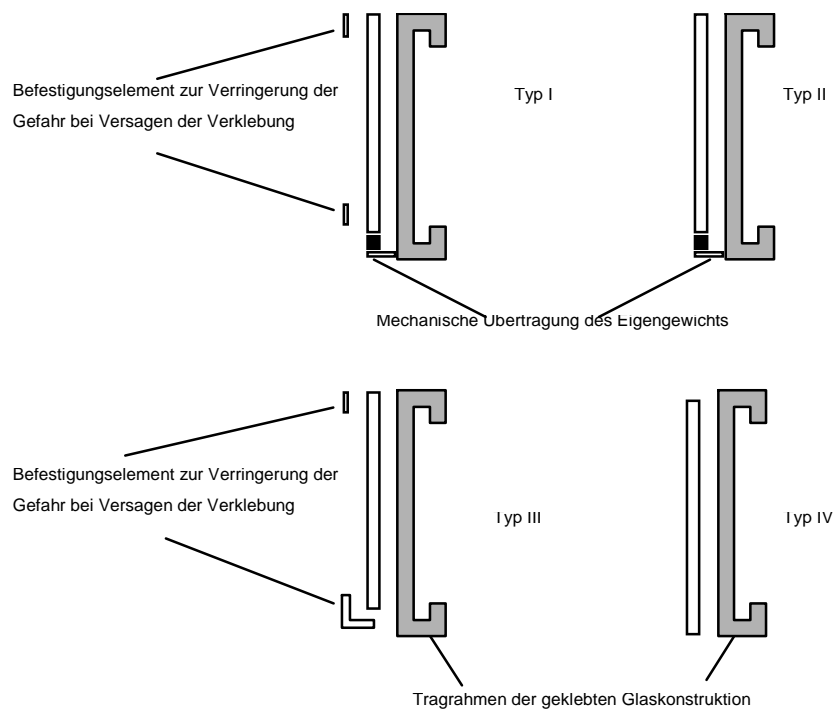 Befestigungselement zur Verringerung der
Gefahr bei Versagen der Verklebung
Typ I
Typ II
Mechanische Übertragung des Eigengewichts
Befestigungselement zur Verringerung der
Gefahr bei Versagen der Verklebung
Typ III
Typ IV
Tragrahmen der geklebten Glaskonstruktion